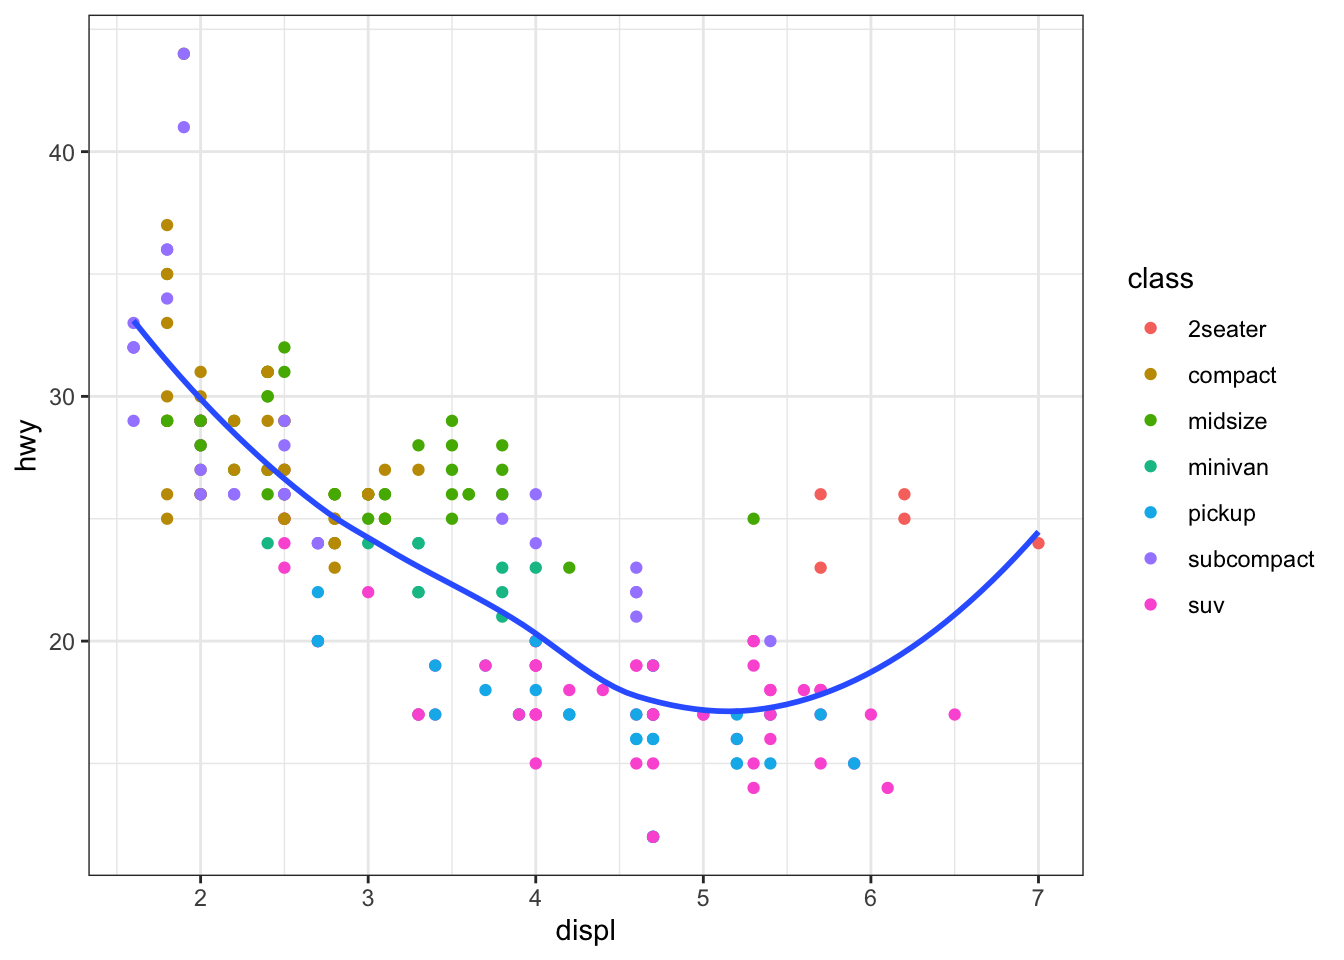 40
30
20
hwy
2 3 4 5 6 7
displ
class
2seater
compact
midsize
minivan
pickup
subcompact
suv